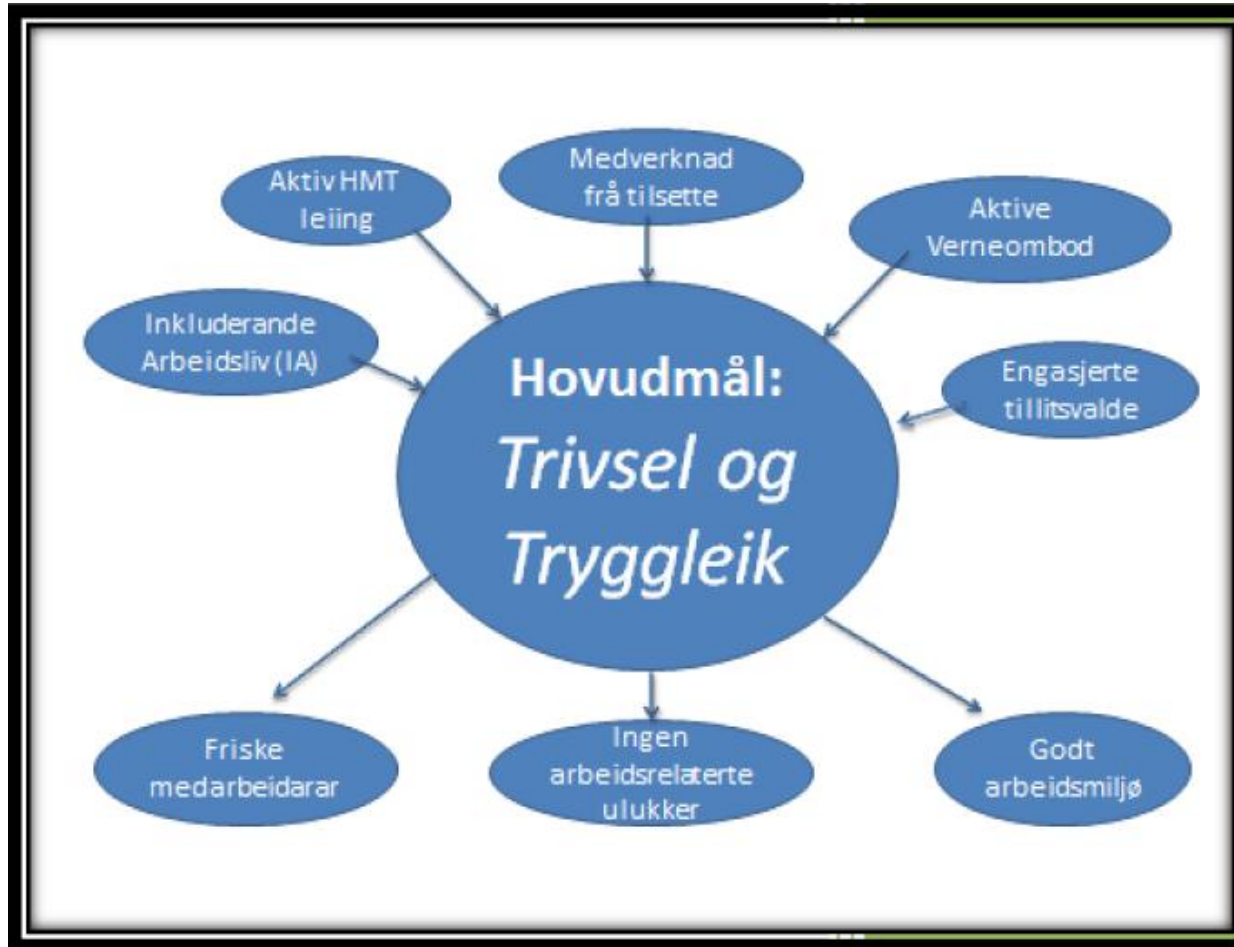 Medverknad
frå tilsette
Aktiv HMT
leiing
Aktive
Verneombod
Inkluderande
Arbeidsliv (IA)
Engasjerte
tillitsvalde
Hovudmål:
Trivsel og
Tryggleik
Friske
medarbeidarar
Ingen
arbeidsrelaterte
ulukker
Godt
arbeidsmiljø